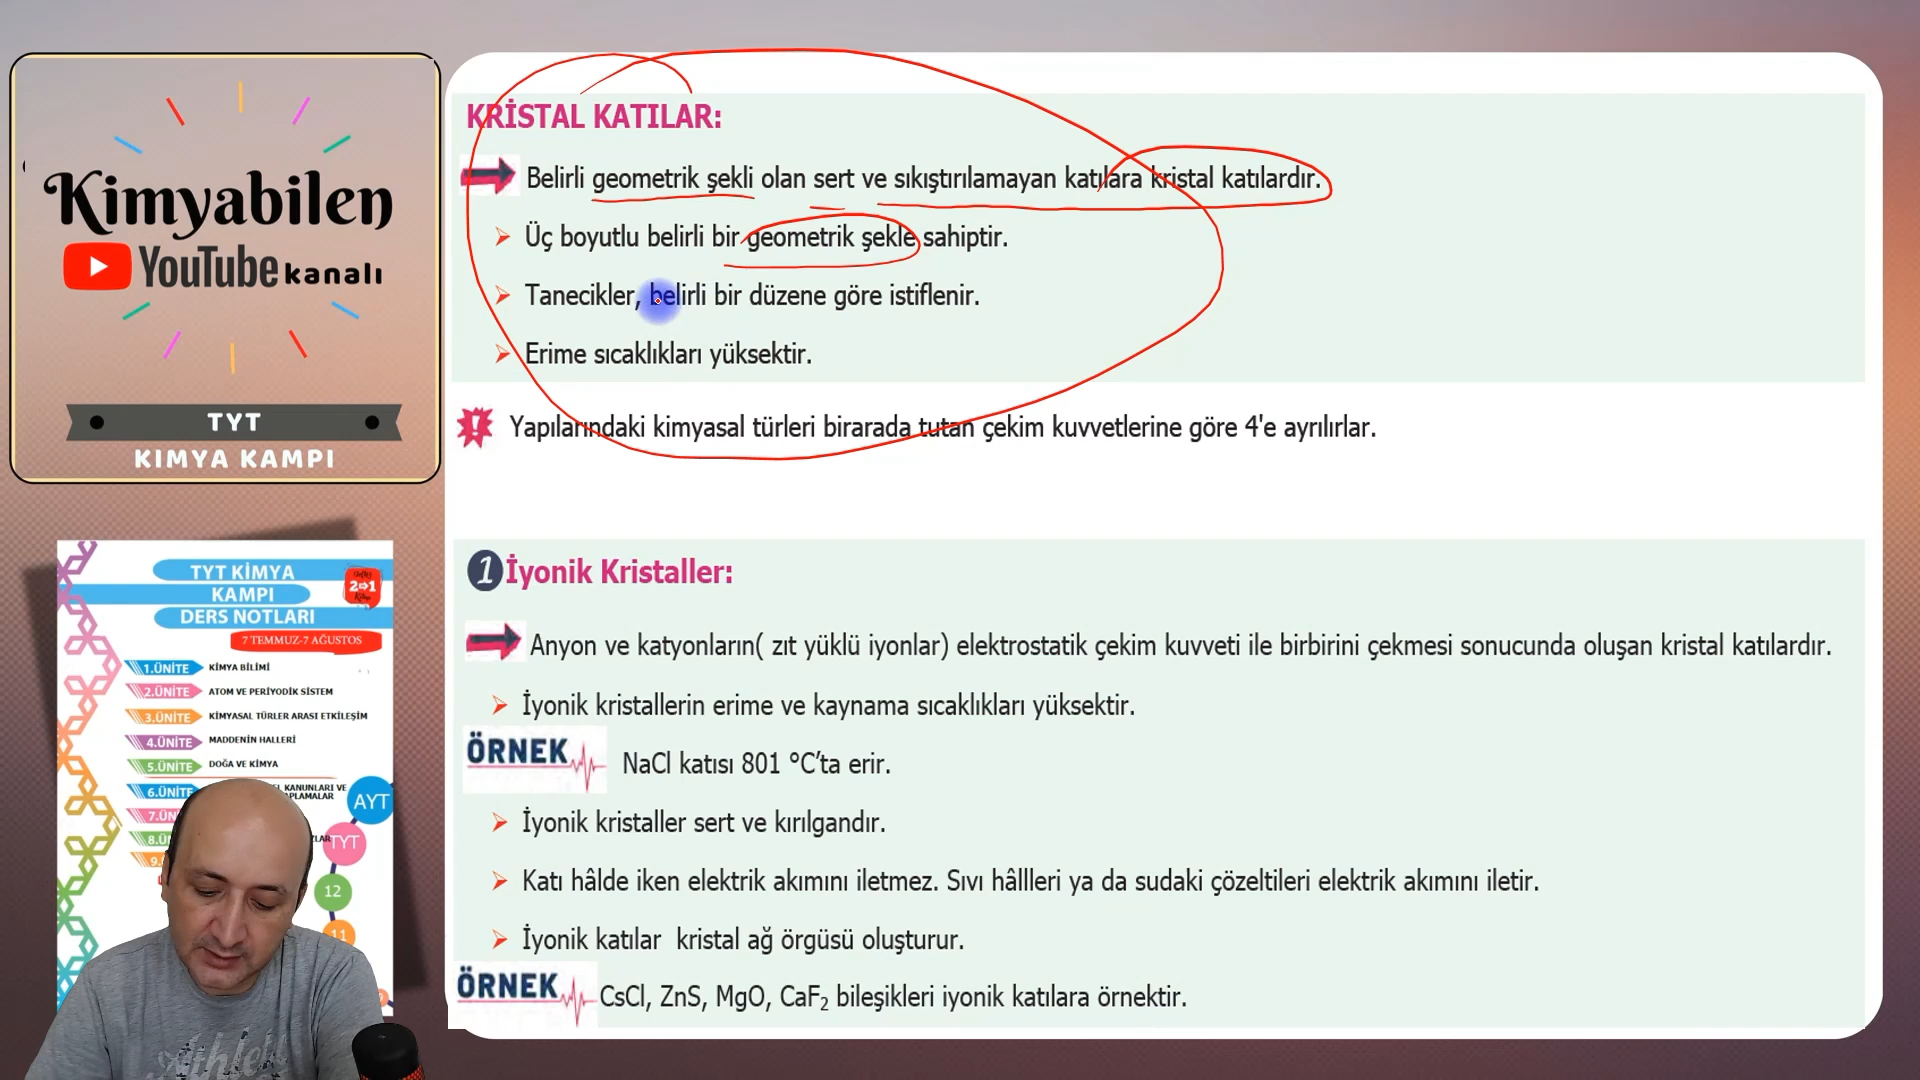 Kimyabilen
YouTube kanalı
TYT
KIMYA KAMPI
TYT KİMYA
KAMPI
DERS NOTLARI
2⇨1
7 TEMMUZ-7 AĞUSTOS
1.ÜNİTE KİMYA BİLİMİ
2.ÜNİTE ATOM VE PERİYODİK SİSTEM
3.ÜNİTE KİMYASAL TÜRLER ARASI ETKİLEŞİM
4.ÜNİTE MADDENİN HALLERİ
5.ÜNİTE DOĞA VE KİMYA
6.ÜNİTE KANUNLARI VE
AYT
TYT
12
11
KRİSTAL KATILAR:
Belirli geometrik şekli olan sert ve sıkıştırılamayan katılara kristal katılardır.
Üç boyutlu belirli bir geometrik şekle sahiptir.
Tanecikler, belirli bir düzene göre istiflenir.
Erime sıcaklıkları yüksektir.
Yapılarındaki kimyasal türleri birarada tutan çekim kuvvetlerine göre 4'e ayrılırlar.
1 İyonik Kristaller:
Anyon ve katyonların( zıt yüklü iyonlar) elektrostatik çekim kuvveti ile birbirini çekmesi sonucunda oluşan kristal katılardır.
İyonik kristallerin erime ve kaynama sıcaklıkları yüksektir.
ÖRNEK NaCl katısı 801 °C’ta erir.
İyonik kristaller sert ve kırılgandır.
Katı hâlde iken elektrik akımını iletmez. Sıvı hâllleri ya da sudaki çözeltileri elektrik akımını iletir.
İyonik katılar kristal ağ örgüsü oluşturur.
ÖRNEK CsCl, ZnS, MgO, CaF₂ bileşikleri iyonik katılara örnektir.